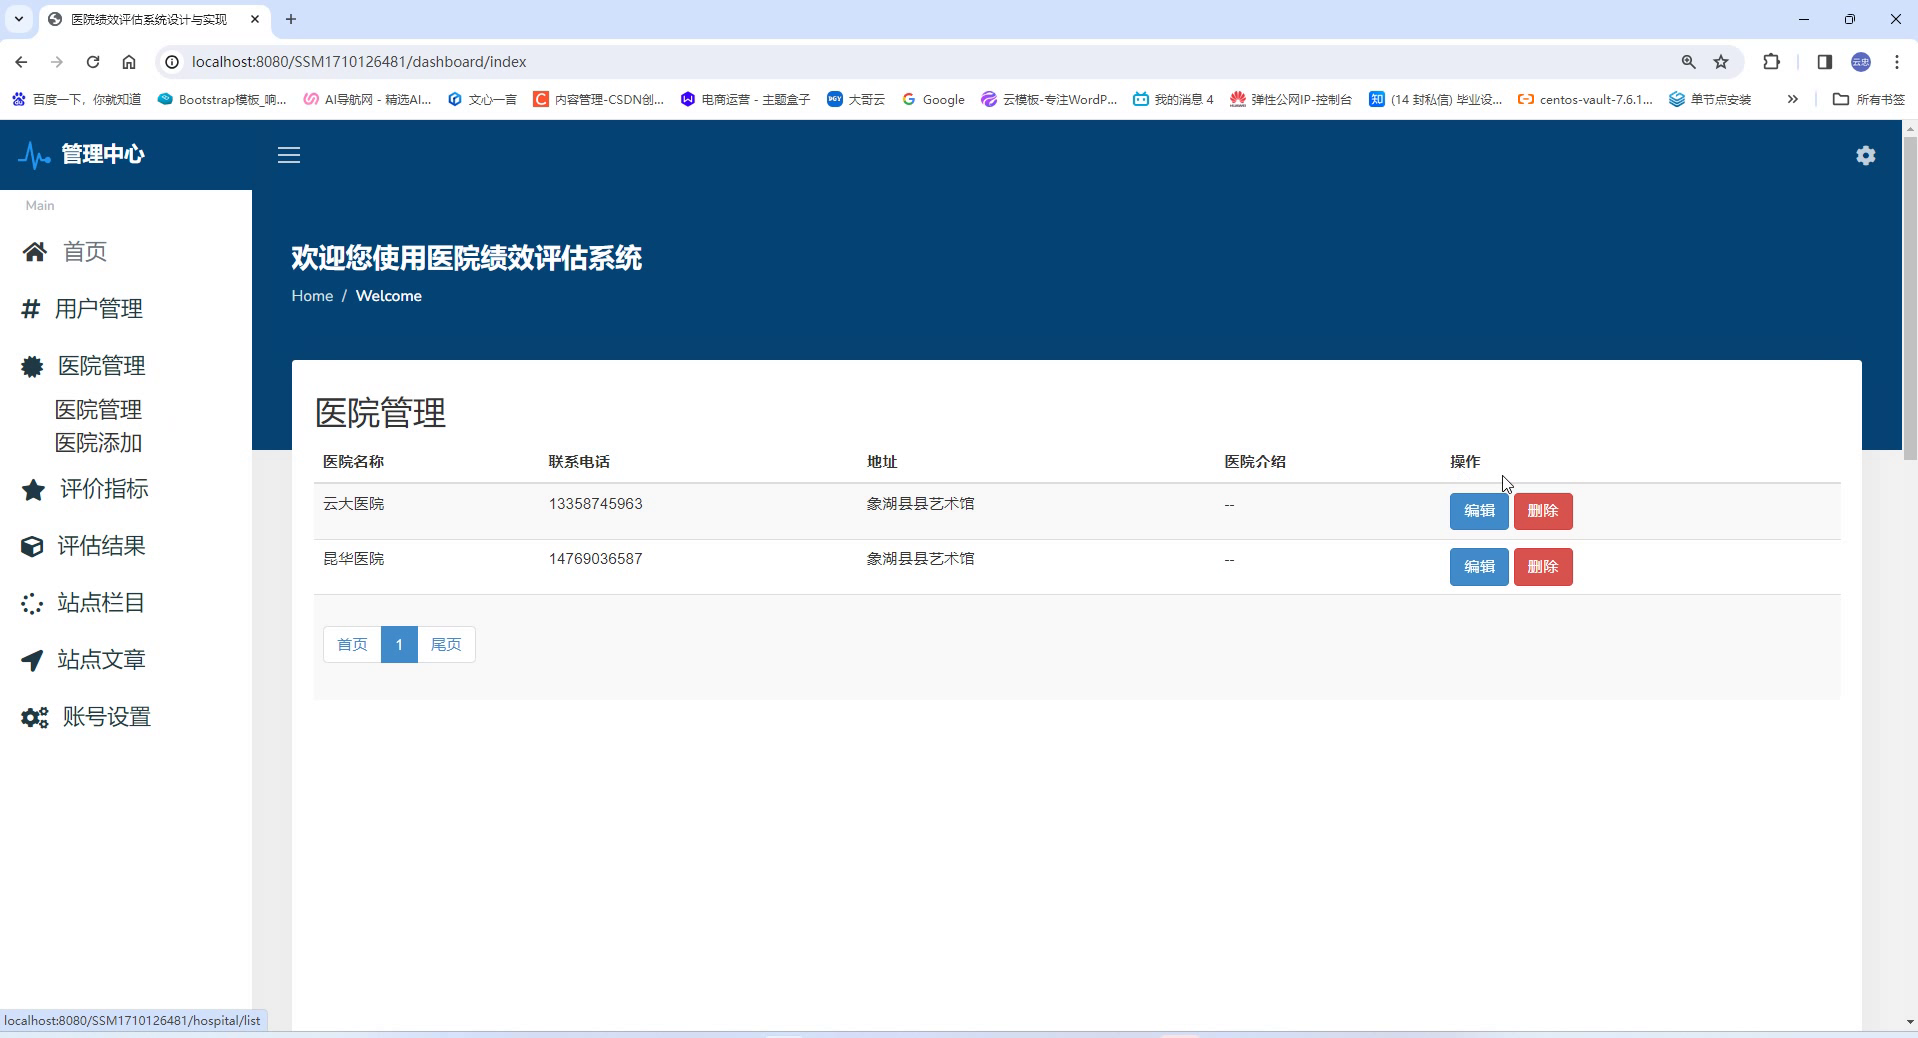 医院绩效评估系统设计与实现
localhost:8080/SSM1710126481/dashboard/index
云忠
百度一下，你就知道
Bootstrap模板_响...
AI导航网 - 精选AI...
文心一言
内容管理-CSDN创...
电商运营 - 主题盒子
大哥云
Google
云模板-专注WordP...
我的消息 4
弹性公网IP-控制台
(14 封私信) 毕业设...
centos-vault-7.6.1...
单节点安装
所有书签
管理中心
Main
首页
用户管理
医院管理
医院管理
医院添加
评价指标
评估结果
站点栏目
站点文章
账号设置
欢迎您使用医院绩效评估系统
Home / Welcome
医院管理
医院名称 联系电话 地址 医院介绍 操作
云大医院 13358745963 象湖县县艺术馆 -- 编辑 删除
昆华医院 14769036587 象湖县县艺术馆 -- 编辑 删除
首页 1 尾页
localhost:8080/SSM1710126481/hospital/list